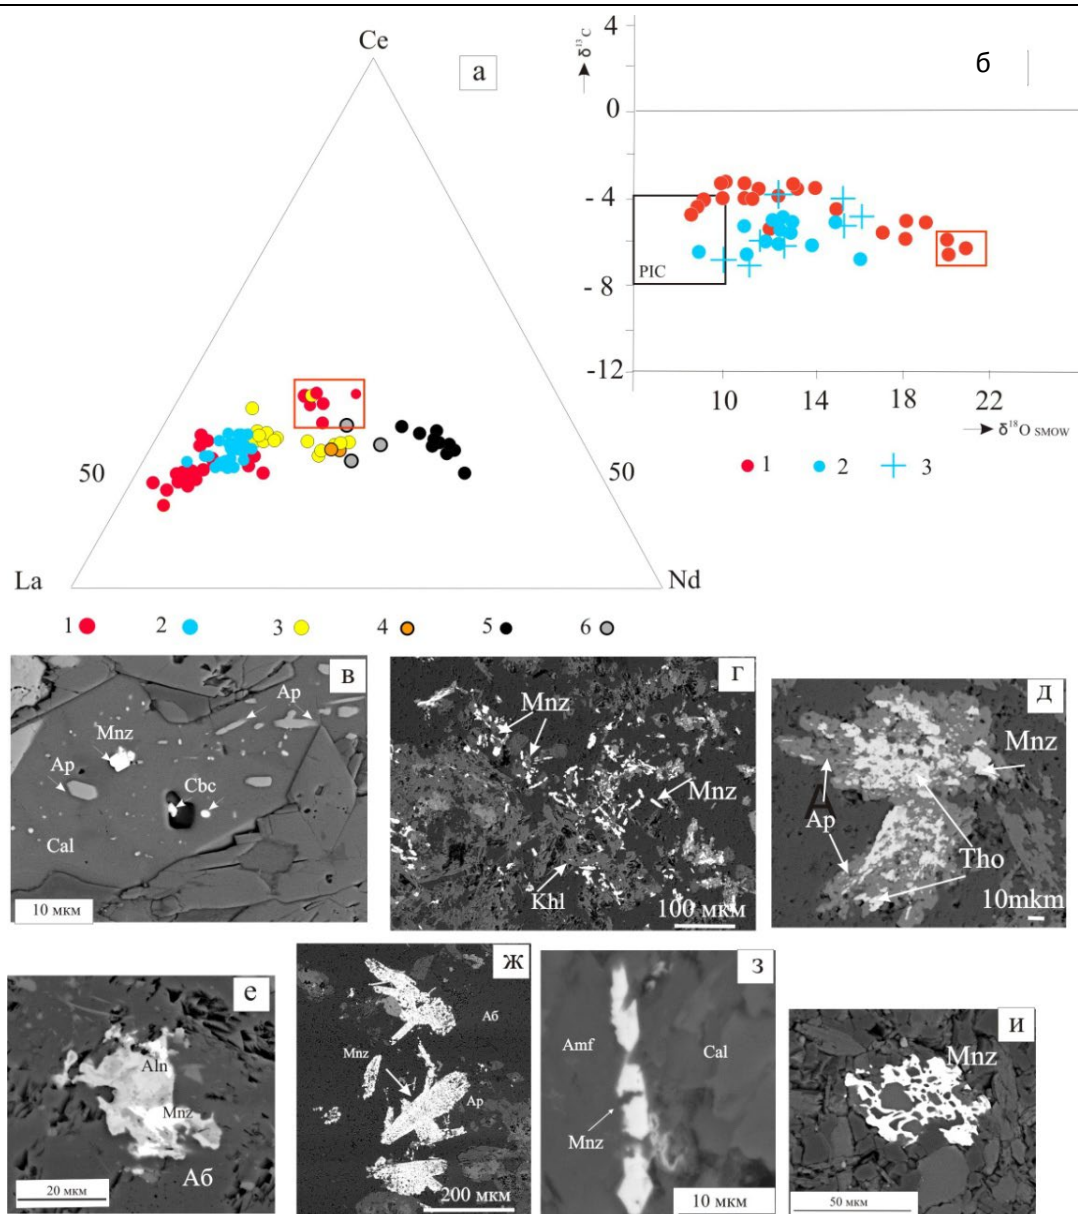 Ce
а
50
50
La
Nd
1 2 3 4 5 6
δ¹³C
б
4
0
-4
-8
-12
PIC
10 14 18 22
δ¹⁸O SMOW
1 2 3
в
Ap
Mnz
Ap
Cbc
Cal
10 мкм
г
Mnz
Mnz
Khl
100 мкм
д
Mnz
Д
Ap
Tho
10mkm
е
Aln
Mnz
Аб
20 мкм
ж
Аб
Mnz
Ap
200 мкм
з
Amf
Cal
Mnz
10 мкм
и
Mnz
50 мкм